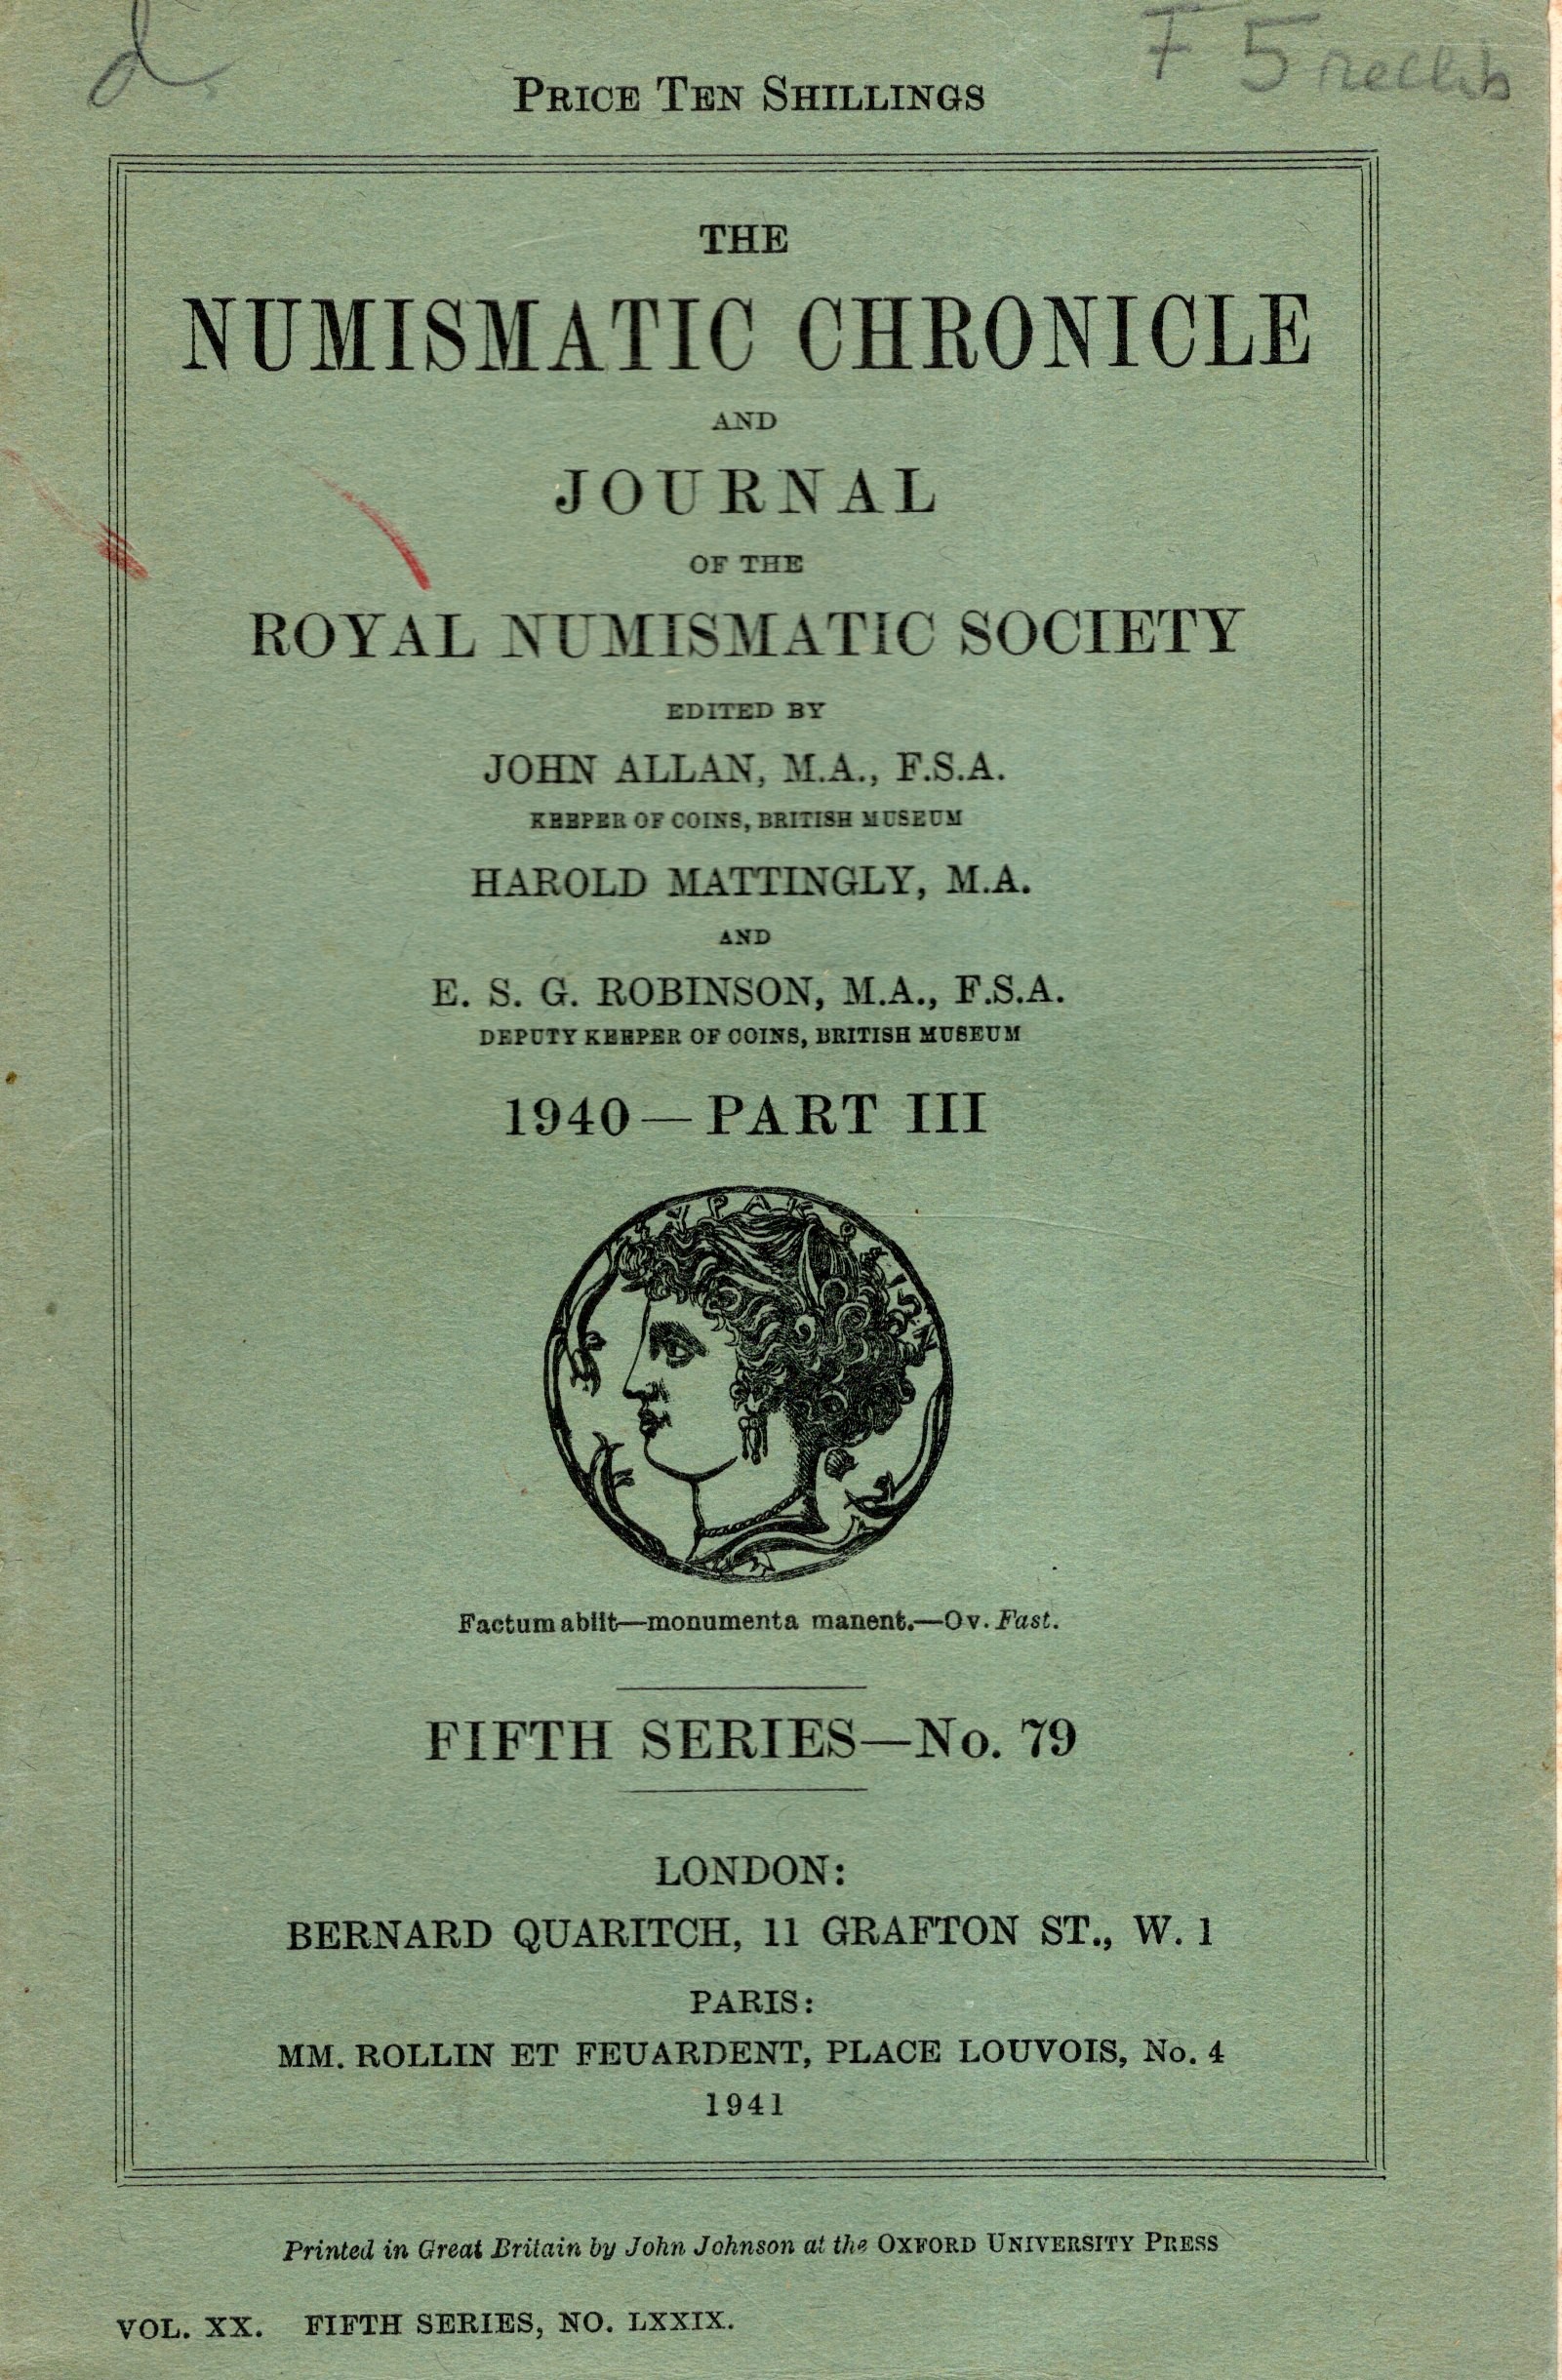 PRICE TEN SHILLINGS
THE
NUMISMATIC CHRONICLE
AND
JOURNAL
OF THE
ROYAL NUMISMATIC SOCIETY
EDITED BY
JOHN ALLAN, M.A., F.S.A.
KEEPER OF COINS, BRITISH MUSEUM
HAROLD MATTINGLY, M.A.
AND
E. S. G. ROBINSON, M.A., F.S.A.
DEPUTY KEEPER OF COINS, BRITISH MUSEUM
1940—PART III
Factum abiit—monumenta manent.—Ov. Fast.
FIFTH SERIES—No. 79
LONDON:
BERNARD QUARITCH, 11 GRAFTON ST., W. 1
PARIS:
MM. ROLLIN ET FEUARDENT, PLACE LOUVOIS, No. 4
1941
Printed in Great Britain by John Johnson at the OXFORD UNIVERSITY PRESS
VOL. XX. FIFTH SERIES, NO. LXXIX.